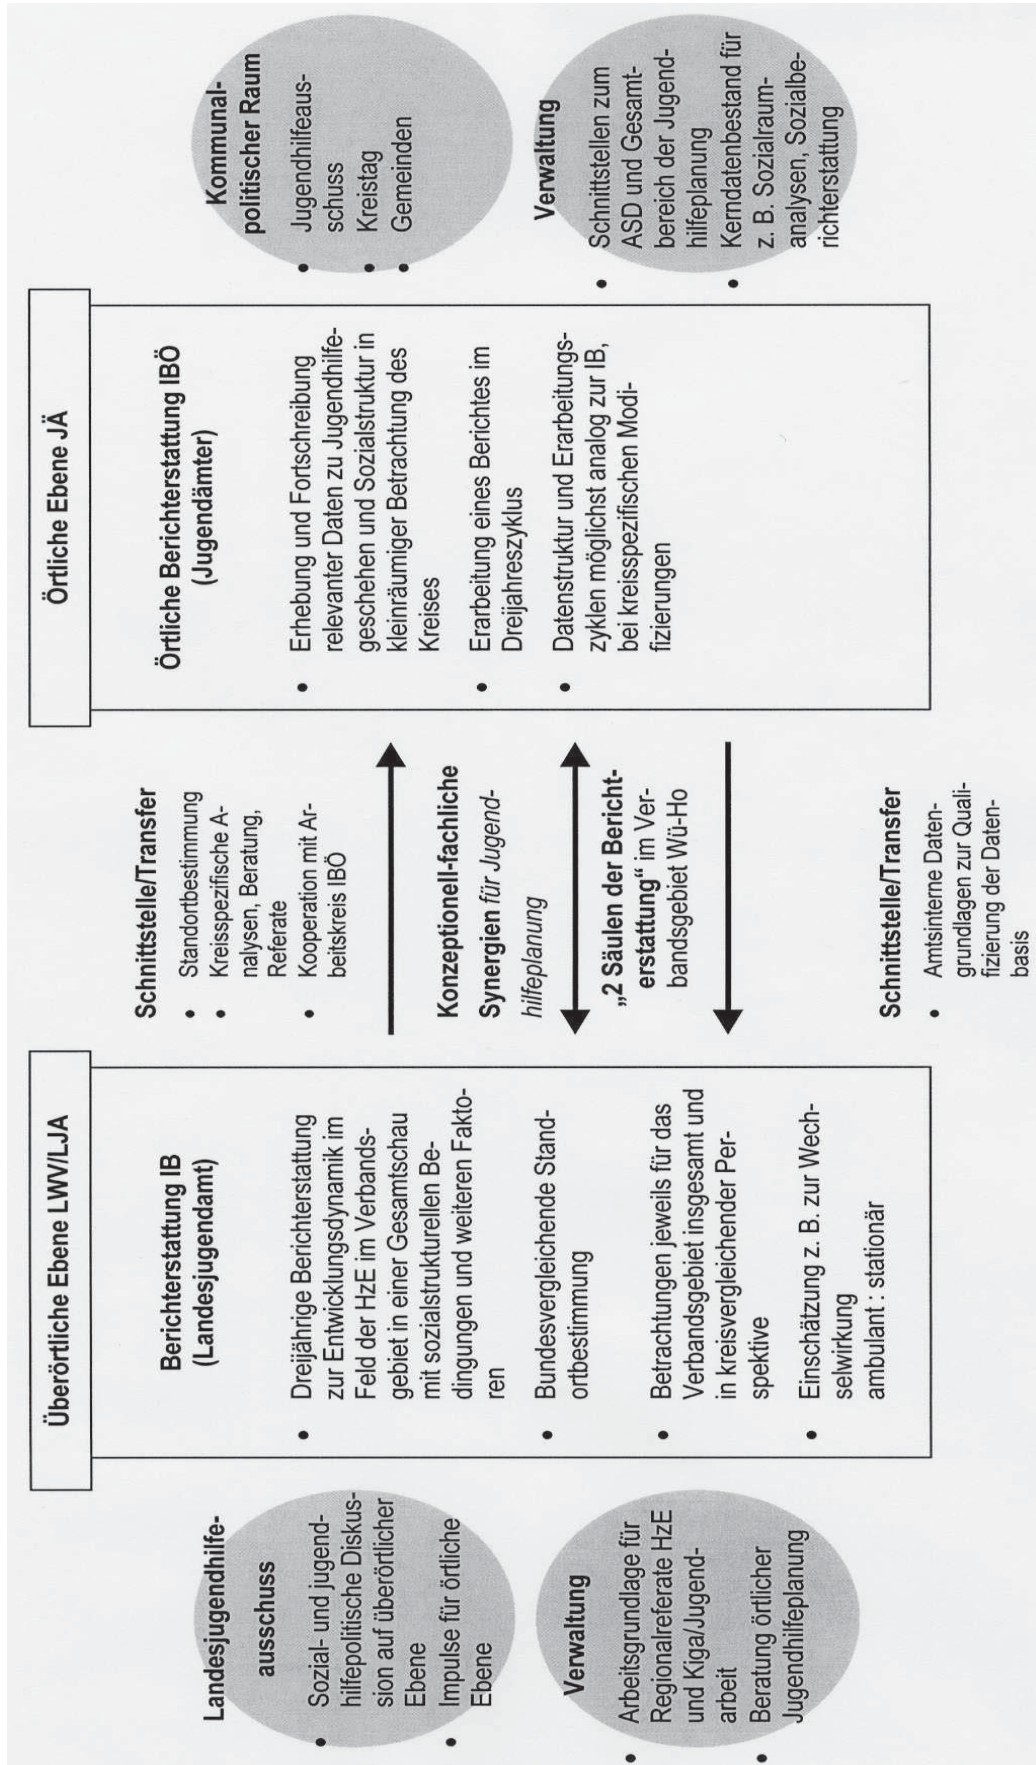 Überörtliche Ebene LWV/LJA
Örtliche Ebene JÄ
Landesjugendhilfe-
ausschuss
• Sozial- und jugend-
hilfepolitische Diskus-
sion auf überörtlicher
Ebene
• Impulse für örtliche
Ebene
Verwaltung
• Arbeitsgrundlage für
Regionalreferate HzE
und Kiga/Jugend-
arbeit
• Beratung örtlicher
Jugendhilfeplanung
Berichterstattung IB
(Landesjugendamt)
• Dreijährige Berichterstattung
zur Entwicklungsdynamik im
Feld der HzE im Verbands-
gebiet in einer Gesamtschau
mit sozialstrukturellen Be-
dingungen und weiteren Fakto-
ren
• Bundesvergleichende Stand-
ortbestimmung
• Betrachtungen jeweils für das
Verbandsgebiet insgesamt und
in kreisvergleichender Per-
spektive
• Einschätzung z. B. zur Wech-
selwirkung
ambulant : stationär
Schnittstelle/Transfer
• Standortbestimmung
• Kreisspezifische A-
nalysen, Beratung,
Referate
• Kooperation mit Ar-
beitskreis IBÖ
Konzeptionell-fachliche
Synergien für Jugend-
hilfeplanung
„2 Säulen der Bericht-
erstattung“ im Ver-
bandsgebiet Wü-Ho
Schnittstelle/Transfer
• Amtsinterne Daten-
grundlagen zur Quali-
fizierung der Daten-
basis
Örtliche Berichterstattung IBÖ
(Jugendämter)
• Erhebung und Fortschreibung
relevanter Daten zu Jugendhilfe-
geschehen und Sozialstruktur in
kleinräumiger Betrachtung des
Kreises
• Erarbeitung eines Berichtes im
Dreijahreszyklus
• Datenstruktur und Erarbeitungs-
zyklen möglichst analog zur IB,
bei kreisspezifischen Modi-
fizierungen
Kommunal-
politischer Raum
• Jugendhilfeaus-
schuss
• Kreistag
• Gemeinden
Verwaltung
• Schnittstellen zum
ASD und Gesamt-
bereich der Jugend-
hilfeplanung
• Kerndatenbestand für
z. B. Sozialraum-
analysen, Sozialbe-
richterstattung